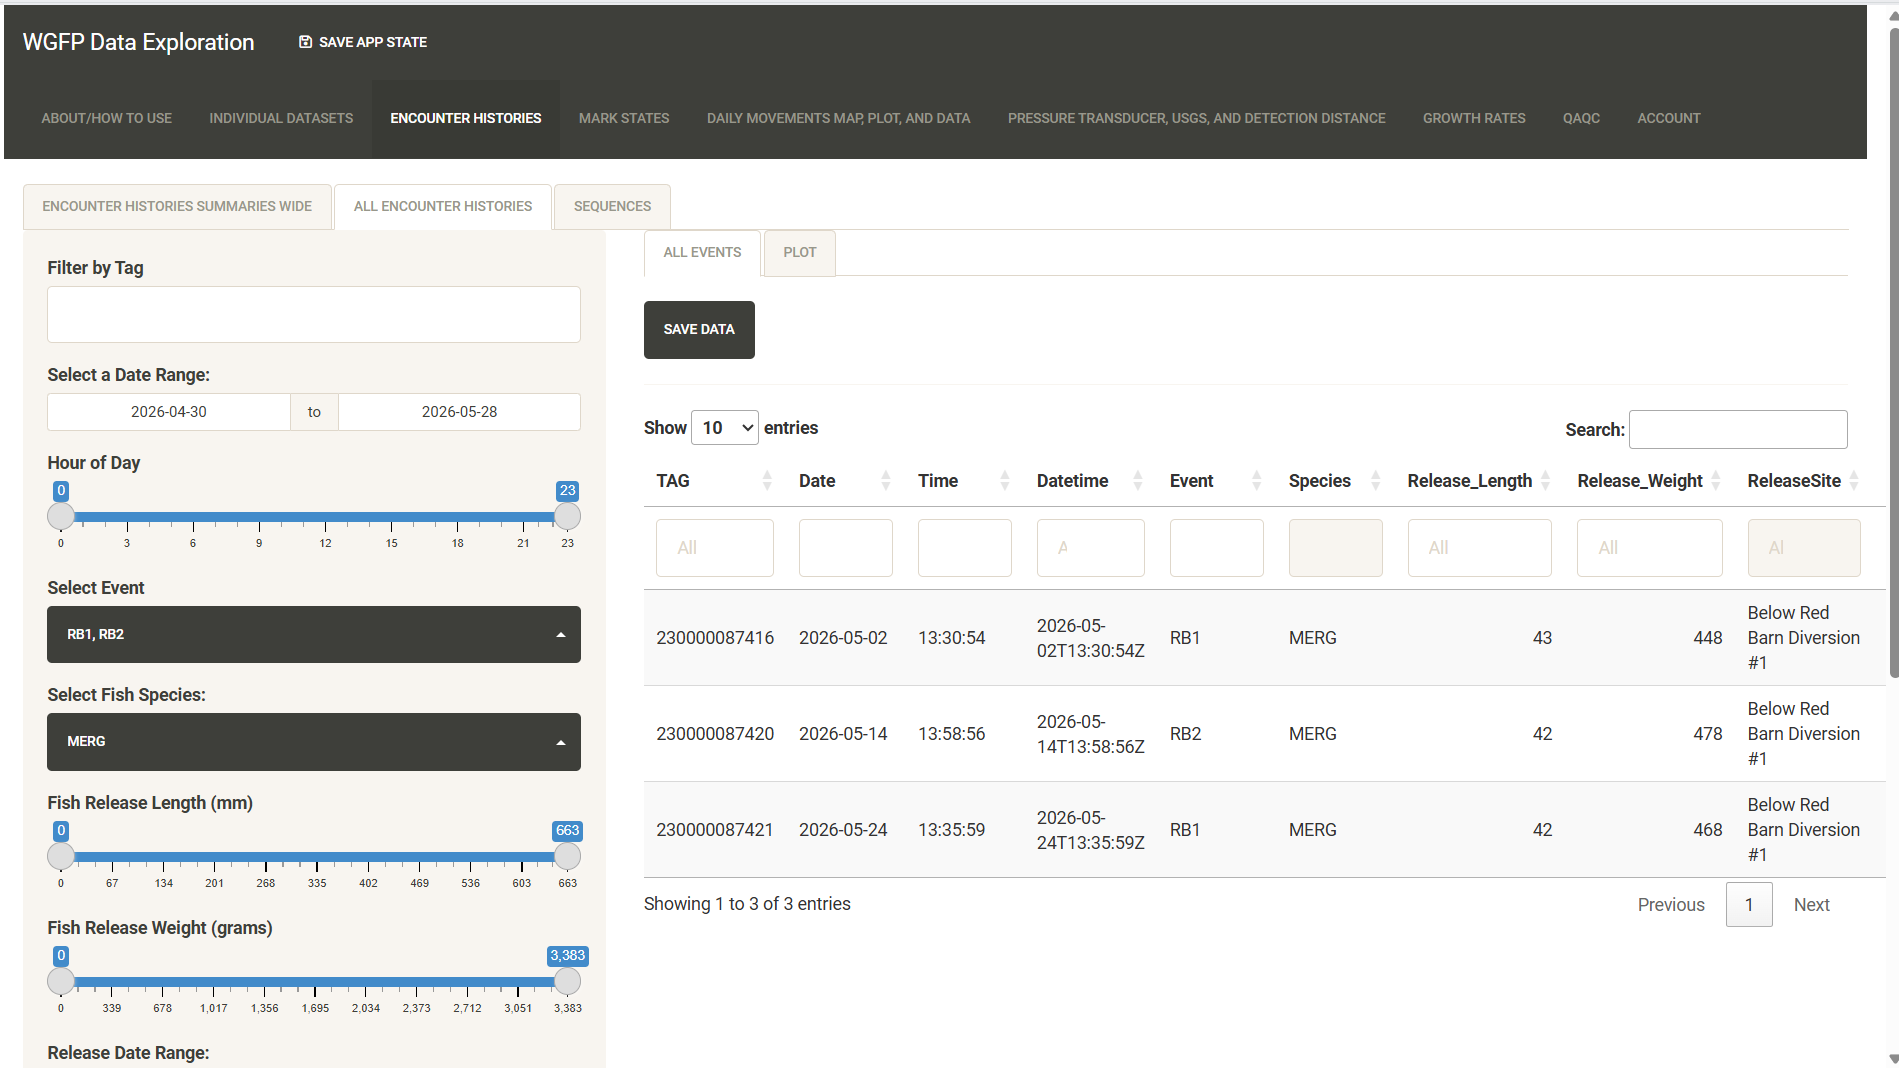 WGFP Data Exploration
SAVE APP STATE
ABOUT/HOW TO USE
INDIVIDUAL DATASETS
ENCOUNTER HISTORIES
MARK STATES
DAILY MOVEMENTS MAP, PLOT, AND DATA
PRESSURE TRANSDUCER, USGS, AND DETECTION DISTANCE
GROWTH RATES
QAQC
ACCOUNT
ENCOUNTER HISTORIES SUMMARIES WIDE
ALL ENCOUNTER HISTORIES
SEQUENCES
Filter by Tag
Select a Date Range:
2026-04-30 to 2026-05-28
Hour of Day
0 23
0 3 6 9 12 15 18 21 23
Select Event
RB1, RB2
Select Fish Species:
MERG
Fish Release Length (mm)
0 663
0 67 134 201 268 335 402 469 536 603 663
Fish Release Weight (grams)
0 3,383
0 339 678 1,017 1,356 1,695 2,034 2,373 2,712 3,051 3,383
Release Date Range:
ALL EVENTS
PLOT
SAVE DATA
Show 10 entries
Search:
TAG Date Time Datetime Event Species Release_Length Release_Weight ReleaseSite
All A All All Al
230000087416 2026-05-02 13:30:54 2026-05-02T13:30:54Z RB1 MERG 43 448 Below Red Barn Diversion #1
230000087420 2026-05-14 13:58:56 2026-05-14T13:58:56Z RB2 MERG 42 478 Below Red Barn Diversion #1
230000087421 2026-05-24 13:35:59 2026-05-24T13:35:59Z RB1 MERG 42 468 Below Red Barn Diversion #1
Showing 1 to 3 of 3 entries
Previous 1 Next